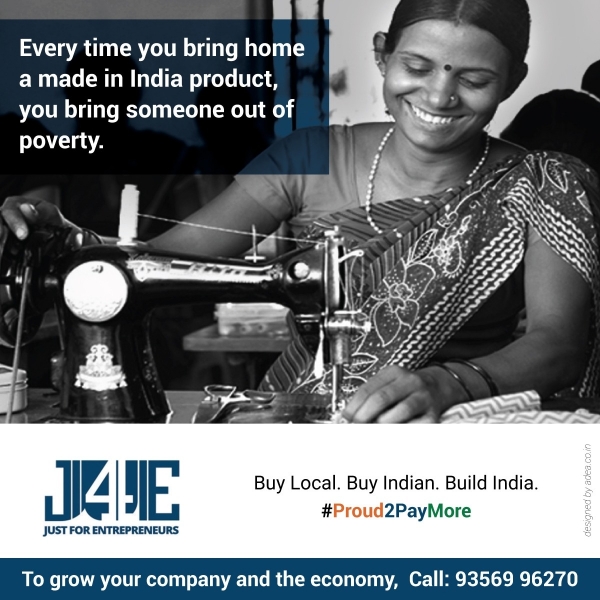 Every time you bring home
a made in India product,
you bring someone out of
poverty.
J4E
JUST FOR ENTREPRENEURS
Buy Local. Buy Indian. Build India.
#Proud2PayMore
designed by adea.co.in
To grow your company and the economy, Call: 93569 96270